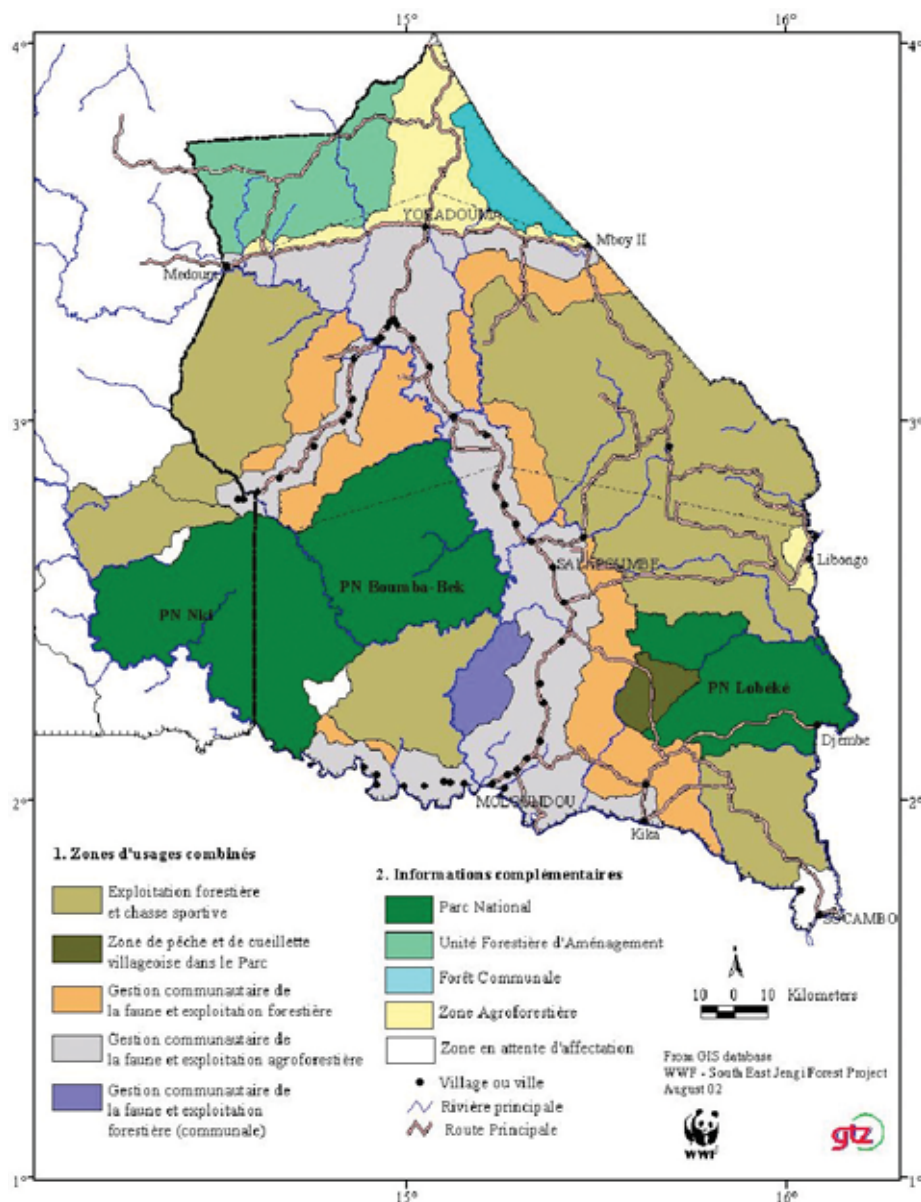 15°
16°
4°
4°
YOKADOUMA
Mboy II
Medoum
3°
3°
Libongo
SALAPOUMBE
PN Boumba-Bek
PN Nki
PN Lobéké
Djembe
2°
2°
MOLOUNDOU
Kika
SOCAMBO
1. Zones d'usages combinés
Exploitation forestière
et chasse sportive
Zone de pêche et de cueillette
villageoise dans le Parc
Gestion communautaire de
la faune et exploitation forestière
Gestion communautaire de
la faune et exploitation agroforestière
Gestion communautaire de
la faune et exploitation
forestière (communale)
2. Informations complémentaires
Parc National
Unité Forestière d'Aménagement
Forêt Communale
Zone Agroforestière
Zone en attente d'affectation
Village ou ville
Rivière principale
Route Principale
10 0 10 Kilometers
From GIS database
WWF - South East Jengi Forest Project
August 02
WWF
gtz
1°
1°
15°
16°